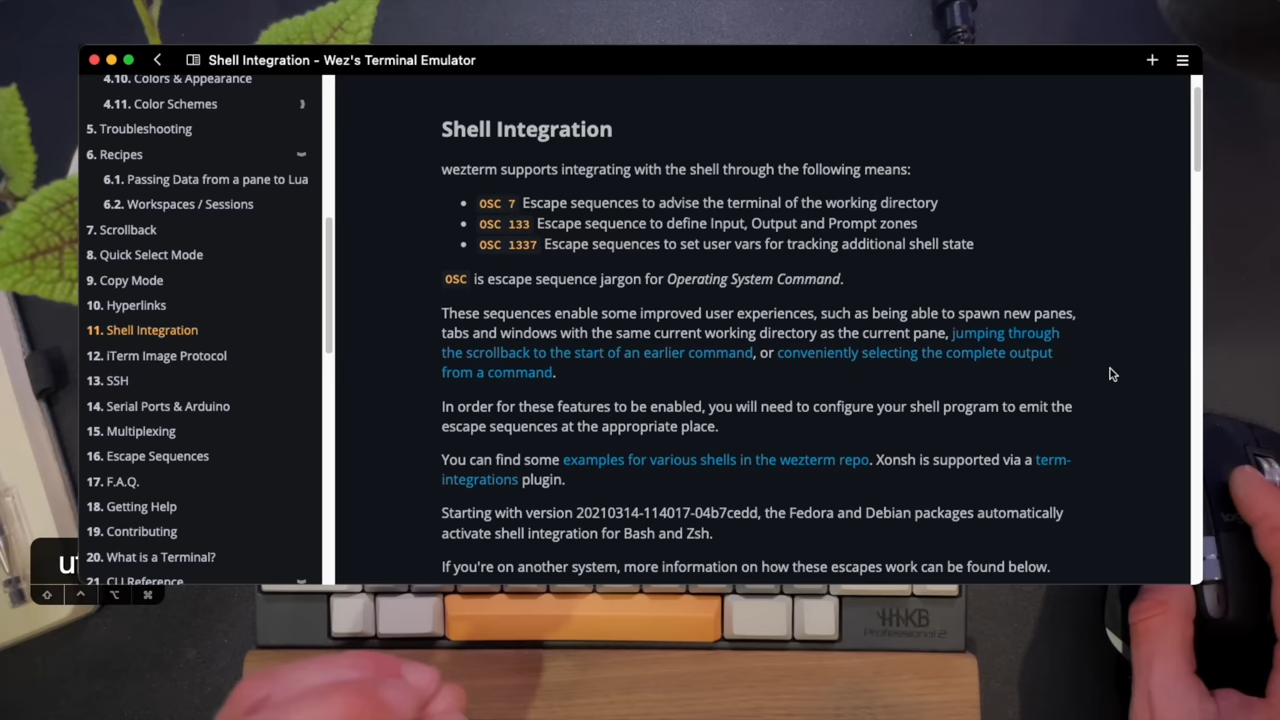 Shell Integration - Wez's Terminal Emulator
4.10. Colors & Appearance
4.11. Color Schemes
5. Troubleshooting
6. Recipes
6.1. Passing Data from a pane to Lua
6.2. Workspaces / Sessions
7. Scrollback
8. Quick Select Mode
9. Copy Mode
10. Hyperlinks
11. Shell Integration
12. iTerm Image Protocol
13. SSH
14. Serial Ports & Arduino
15. Multiplexing
16. Escape Sequences
17. F.A.Q.
18. Getting Help
19. Contributing
20. What is a Terminal?
21. CLI Reference
Shell Integration
wezterm supports integrating with the shell through the following means:
OSC 7 Escape sequences to advise the terminal of the working directory
OSC 133 Escape sequence to define Input, Output and Prompt zones
OSC 1337 Escape sequences to set user vars for tracking additional shell state
OSC is escape sequence jargon for Operating System Command.
These sequences enable some improved user experiences, such as being able to spawn new panes,
tabs and windows with the same current working directory as the current pane, jumping through
the scrollback to the start of an earlier command, or conveniently selecting the complete output
from a command.
In order for these features to be enabled, you will need to configure your shell program to emit the
escape sequences at the appropriate place.
You can find some examples for various shells in the wezterm repo. Xonsh is supported via a term-
integrations plugin.
Starting with version 20210314-114017-04b7cedd, the Fedora and Debian packages automatically
activate shell integration for Bash and Zsh.
If you're on another system, more information on how these escapes work can be found below.
HHKB
Professional 2